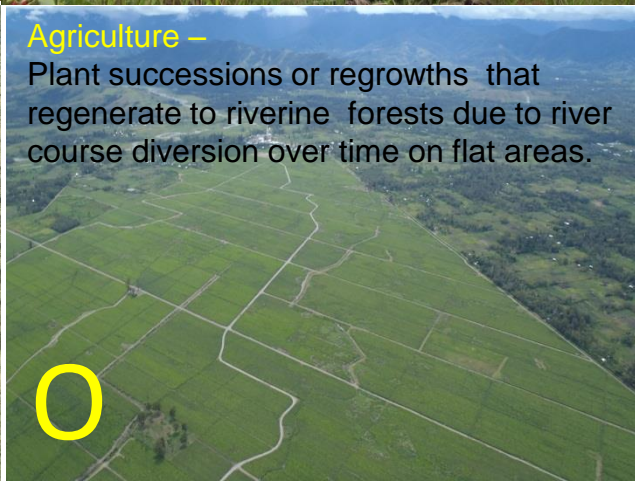 Agriculture –
Plant successions or regrowths that
regenerate to riverine forests due to river
course diversion over time on flat areas.
O